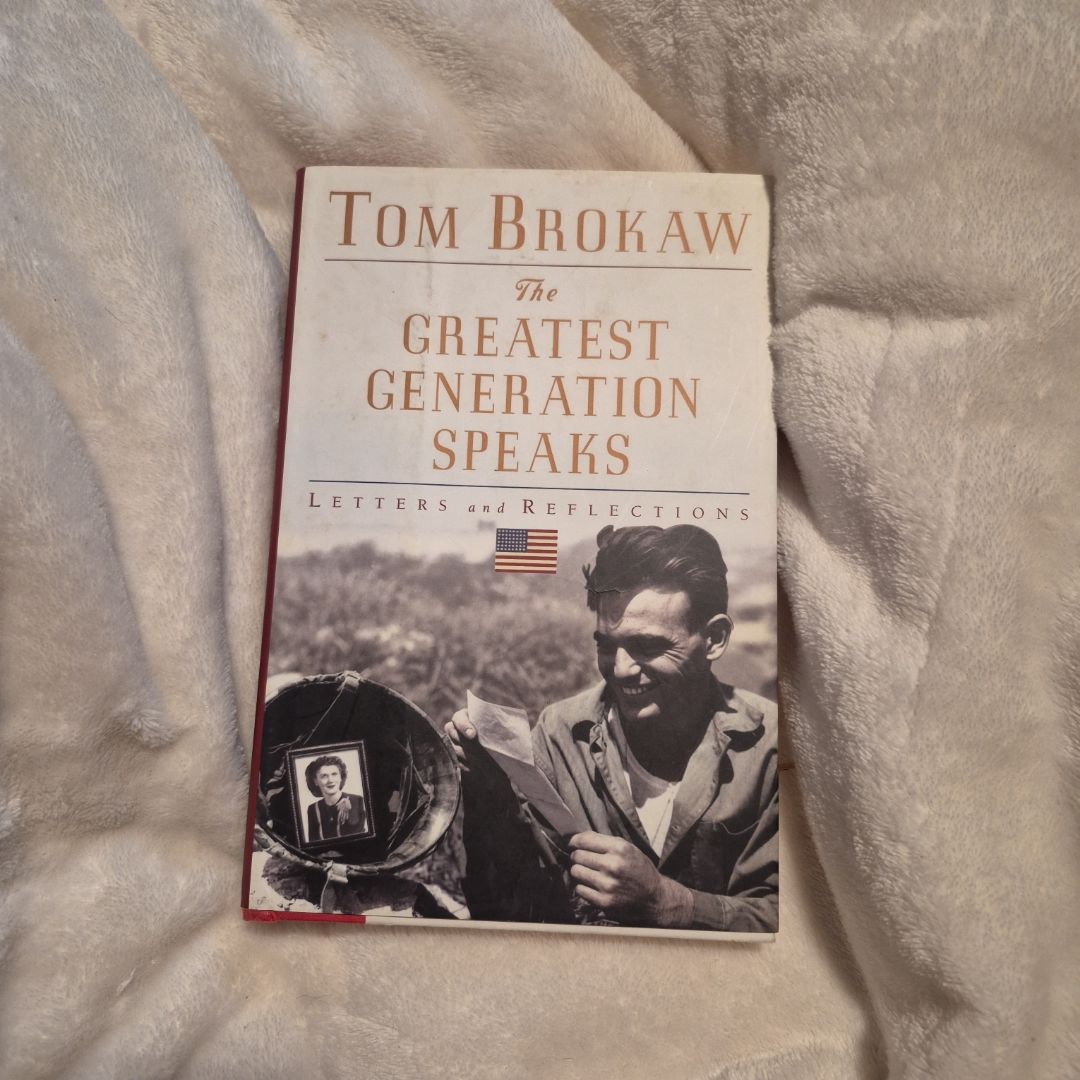 TOM BROKAW
The
GREATEST
GENERATION
SPEAKS
LETTERS and REFLECTIONS